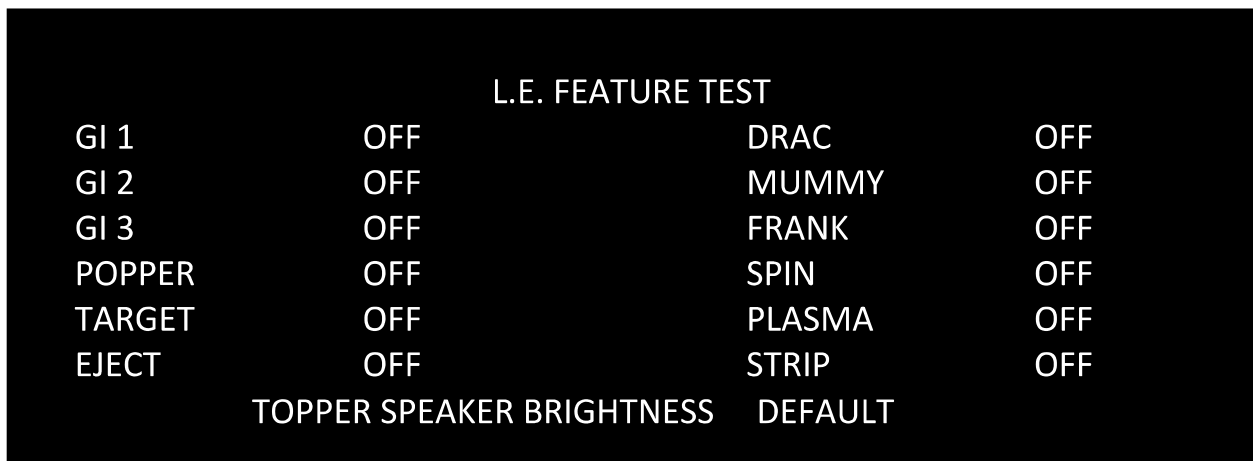 L.E. FEATURE TEST
GI 1 OFF DRAC OFF
GI 2 OFF MUMMY OFF
GI 3 OFF FRANK OFF
POPPER OFF SPIN OFF
TARGET OFF PLASMA OFF
EJECT OFF STRIP OFF
TOPPER SPEAKER BRIGHTNESS DEFAULT